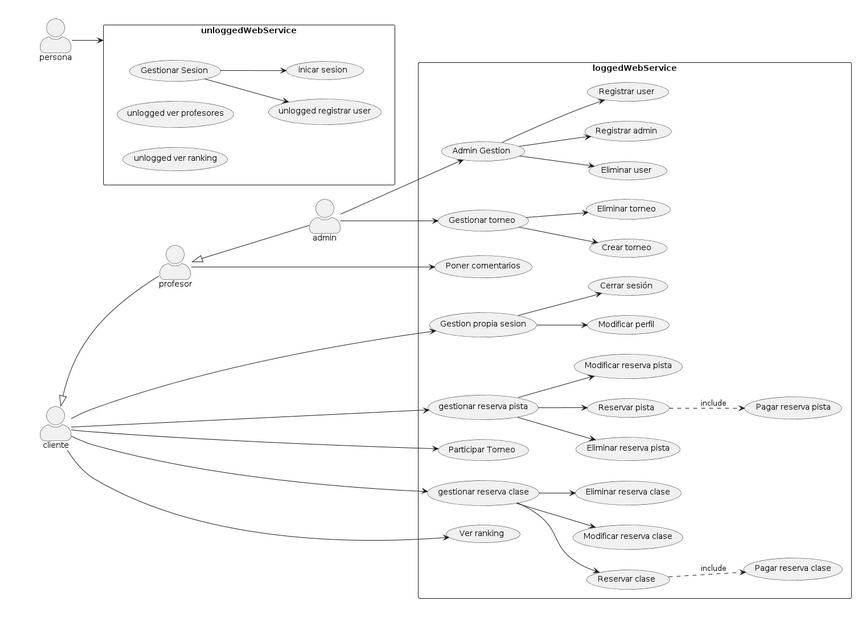 unloggedWebService
persona
Gestionar Sesion
inicar sesion
unlogged ver profesores
unlogged registrar user
unlogged ver ranking
loggedWebService
Registrar user
Registrar admin
Admin Gestion
Eliminar user
admin
Gestionar torneo
Eliminar torneo
Crear torneo
profesor
Poner comentarios
Cerrar sesión
Gestion propia sesion
Modificar perfil
Modificar reserva pista
gestionar reserva pista
Reservar pista
include
Pagar reserva pista
cliente
Participar Torneo
Eliminar reserva pista
gestionar reserva clase
Eliminar reserva clase
Ver ranking
Modificar reserva clase
Reservar clase
include
Pagar reserva clase